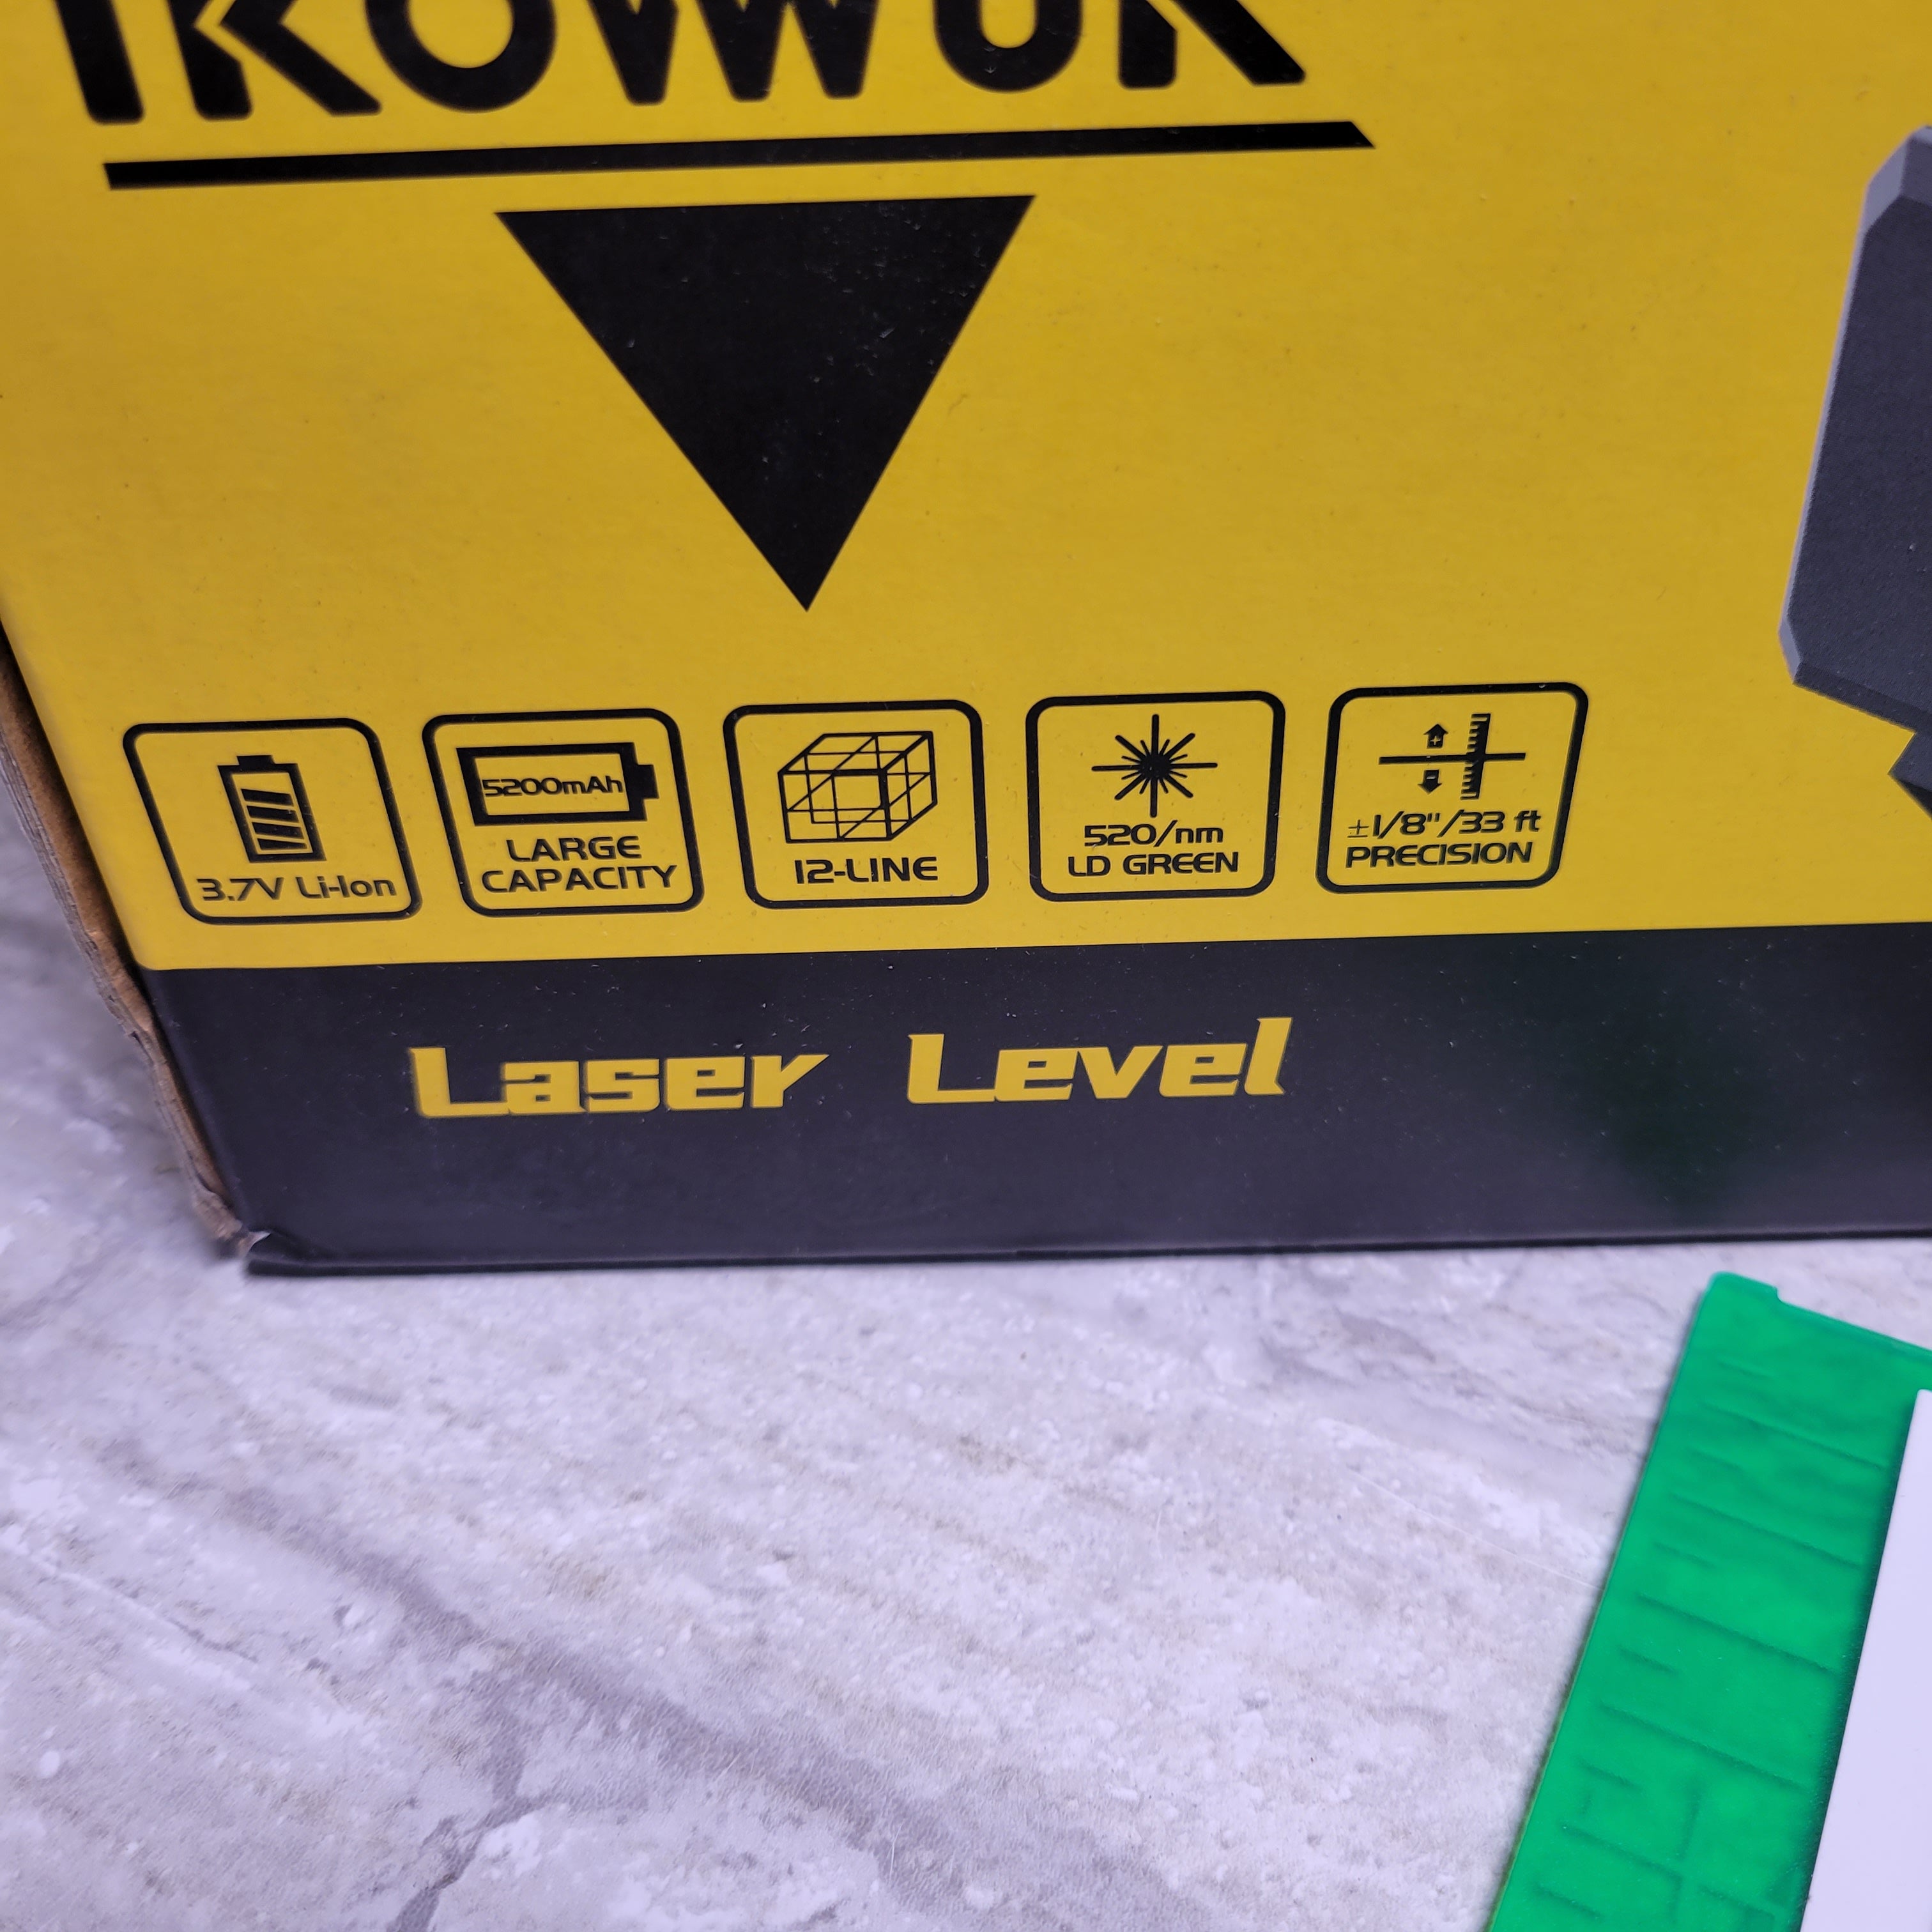 IKOWWUK
5200mAh
3.7V Li-Ion
LARGE
CAPACITY
12-LINE
520/nm
LD GREEN
±1/8"/33 ft
PRECISION
Laser Level